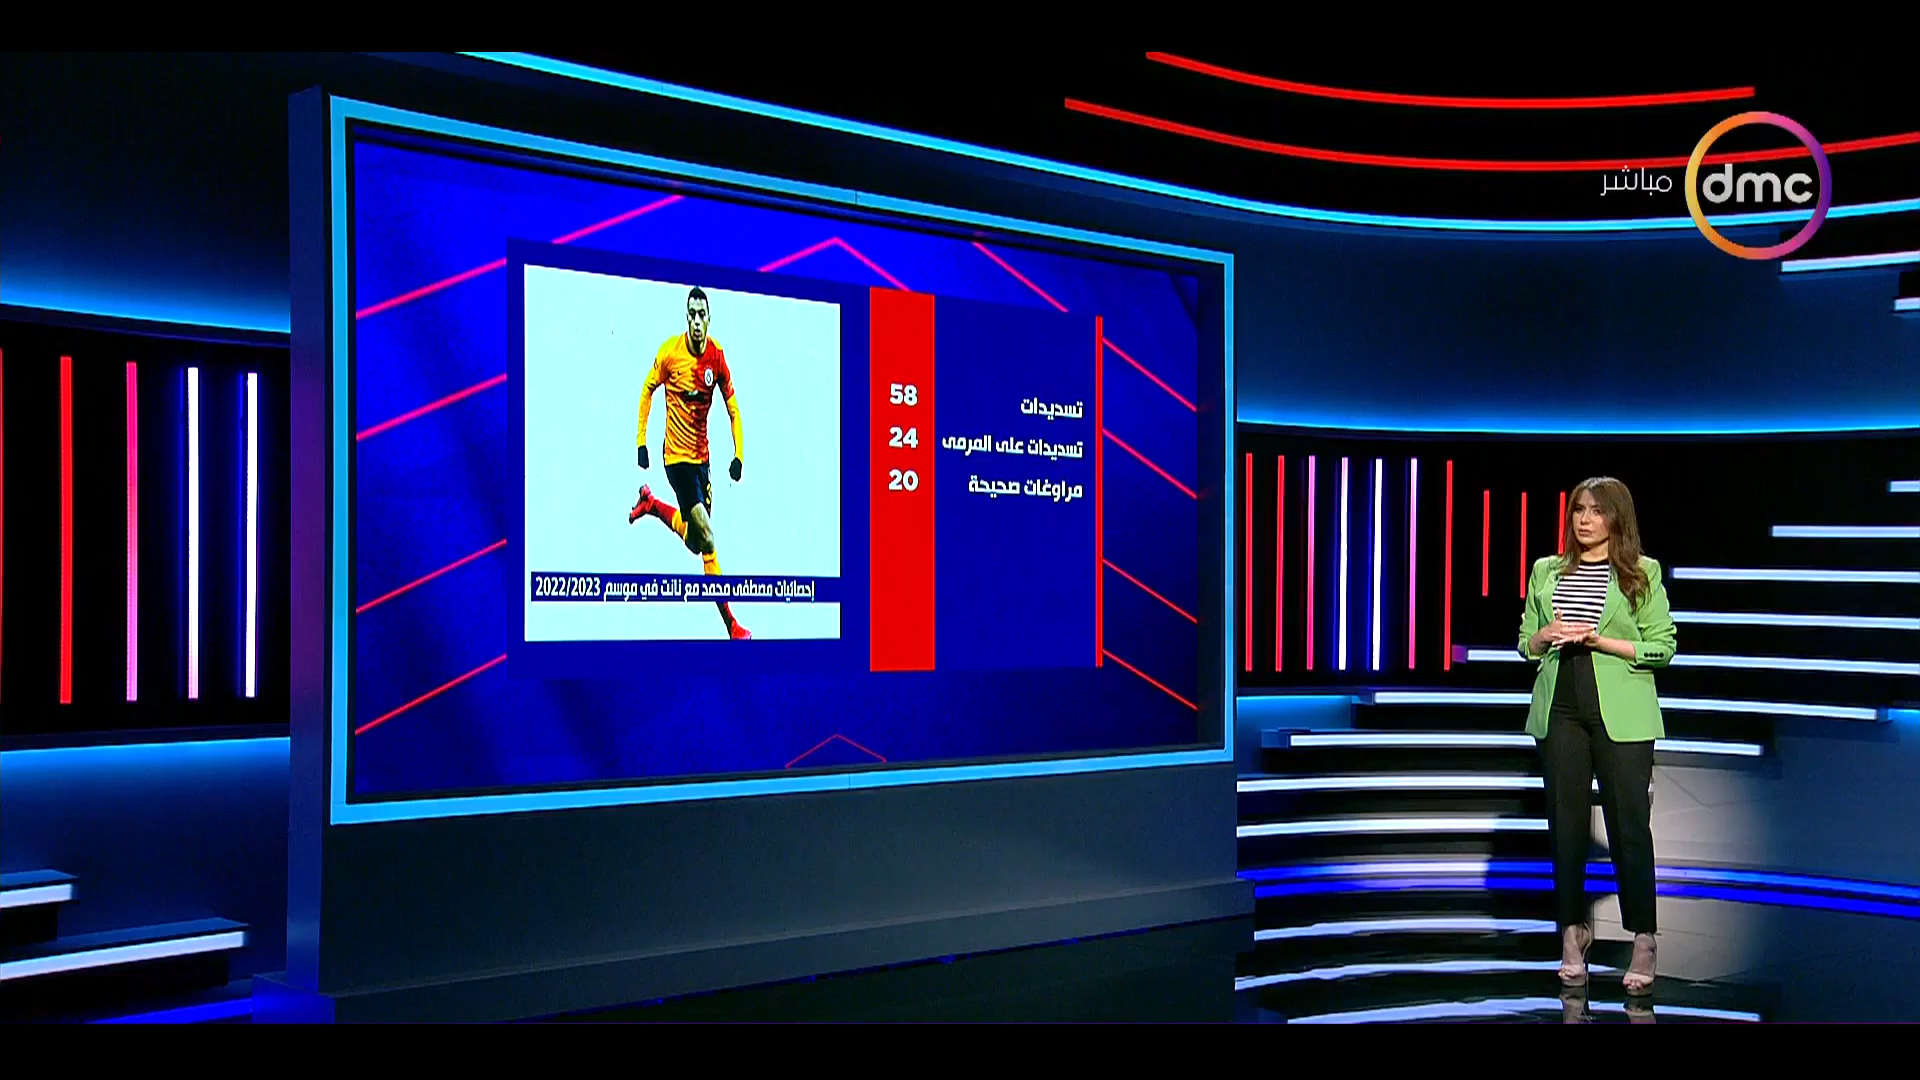 مباشر
dmc
تسديدات 58
تسديدات على المرمى 24
مراوغات صحيحة 20
إحصائيات مصطفى محمد مع نانت في موسم 2022/2023